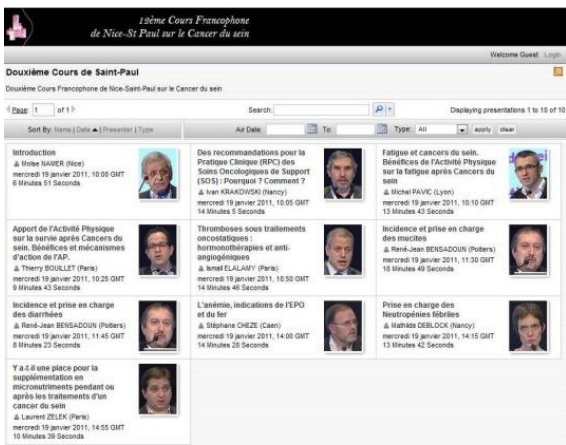 12ème Cours Francophone
de Nice-St Paul sur le Cancer du sein
Welcome Guest Login
Douxième Cours de Saint-Paul
Douxième Cours Francophone de Nice-Saint-Paul sur le Cancer du sein
Page: 1 of 1
Search:
Displaying presentations 1 to 10 of 10
Sort By: Name | Date | Presenter | Type
Air Date: To: Type: All apply clear
Introduction
Moise NAMER (Nice)
mercredi 19 janvier 2011, 10:00 GMT
6 Minutes 51 Seconds
Des recommandations pour la
Pratique Clinique (RPC) des
Soins Oncologiques de Support
(SOS) : Pourquoi ? Comment ?
Ivan KRAKOWSKI (Nancy)
mercredi 19 janvier 2011, 10:05 GMT
14 Minutes 5 Seconds
Fatigue et cancers du sein.
Bénéfices de l'Activité Physique
sur la fatigue après Cancers du
sein
Michel PAVIC (Lyon)
mercredi 19 janvier 2011, 10:10 GMT
13 Minutes 43 Seconds
Apport de l'Activité Physique
sur la survie après Cancers du
sein. Bénéfices et mécanismes
d'action de l'AP.
Thierry BOUILLET (Paris)
mercredi 19 janvier 2011, 10:25 GMT
9 Minutes 43 Seconds
Thromboses sous traitements
oncostatiques :
hormonothérapies et anti-
angiogéniques
Ismail ELALAMY (Paris)
mercredi 19 janvier 2011, 10:50 GMT
14 Minutes 46 Seconds
Incidence et prise en charge
des mucites
René-Jean BENSADOUN (Poitiers)
mercredi 19 janvier 2011, 11:30 GMT
18 Minutes 49 Seconds
Incidence et prise en charge
des diarrhées
René-Jean BENSADOUN (Poitiers)
mercredi 19 janvier 2011, 11:45 GMT
8 Minutes 23 Seconds
L'anémie, indications de l'EPO
et du fer
Stéphane CHEZE (Caen)
mercredi 19 janvier 2011, 14:00 GMT
14 Minutes 28 Seconds
Prise en charge des
Neutropénies fébriles
Mathilde DEBLOCK (Nancy)
mercredi 19 janvier 2011, 14:15 GMT
13 Minutes 42 Seconds
Y a-t-il une place pour la
supplémentation en
micronutriments pendant ou
après les traitements d'un
cancer du sein
Laurent ZELEK (Paris)
mercredi 19 janvier 2011, 14:55 GMT
10 Minutes 39 Seconds